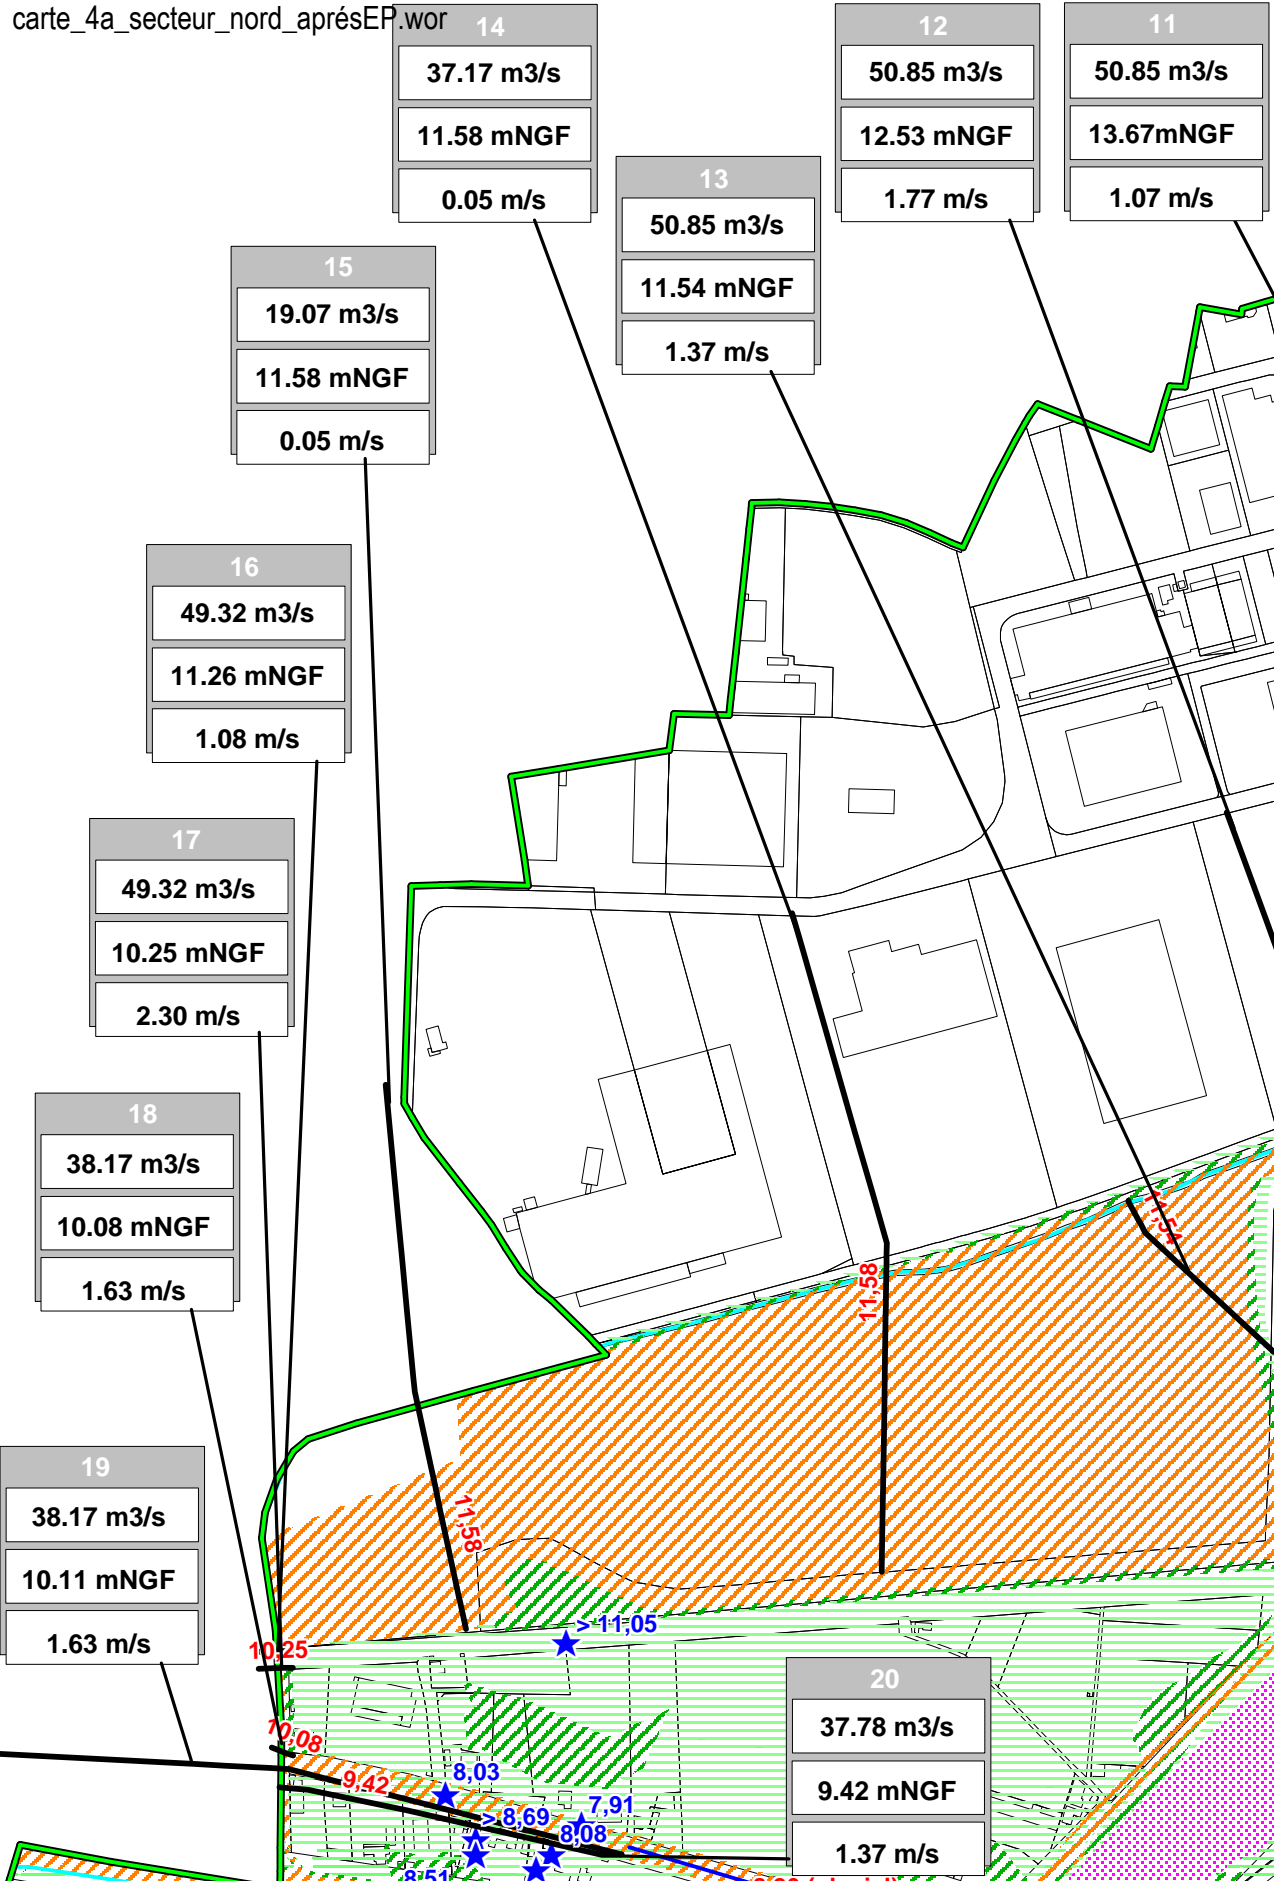 carte_4a_secteur_nord_aprésEP.wor
14
37.17 m3/s
11.58 mNGF
0.05 m/s
12
50.85 m3/s
12.53 mNGF
1.77 m/s
11
50.85 m3/s
13.67mNGF
1.07 m/s
13
50.85 m3/s
11.54 mNGF
1.37 m/s
15
19.07 m3/s
11.58 mNGF
0.05 m/s
16
49.32 m3/s
11.26 mNGF
1.08 m/s
17
49.32 m3/s
10.25 mNGF
2.30 m/s
18
38.17 m3/s
10.08 mNGF
1.63 m/s
11,54
11,58
19
38.17 m3/s
10.11 mNGF
1.63 m/s
11,58
> 11,05
10,25
20
37.78 m3/s
9.42 mNGF
1.37 m/s
10,08
9,42
8,03
7,91
> 8,69
8,08
8,51